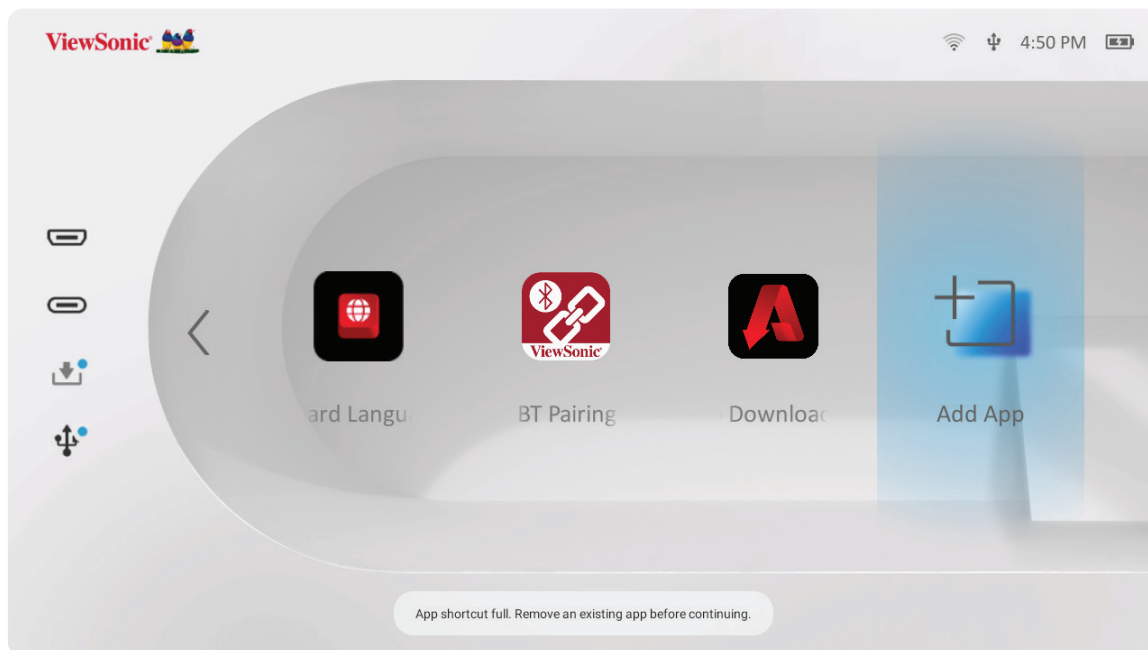 ViewSonic
4:50 PM
ViewSonic
ard Langu
BT Pairing
Downloac
Add App
App shortcut full. Remove an existing app before continuing.